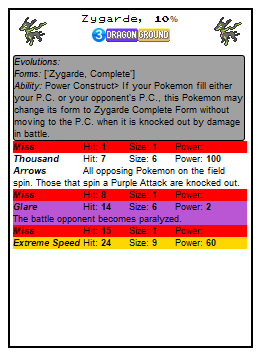 Zygarde, 10%
3 DRAGON GROUND
Evolutions:
Forms: ['Zygarde, Complete']
Ability: Power Construct> If your Pokemon fill either
your P.C. or your opponent's P.C., this Pokemon may
change its form to Zygarde Complete Form without
moving to the P.C. when it is knocked out by damage
in battle.
Miss Hit: 1 Size: 1 Power:
Thousand Hit: 7 Size: 6 Power: 100
Arrows All opposing Pokemon on the field
spin. Those that spin a Purple Attack are knocked out.
Miss Hit: 8 Size: 1 Power:
Glare Hit: 14 Size: 6 Power: 2
The battle opponent becomes paralyzed.
Miss Hit: 15 Size: 1 Power:
Extreme Speed Hit: 24 Size: 9 Power: 60